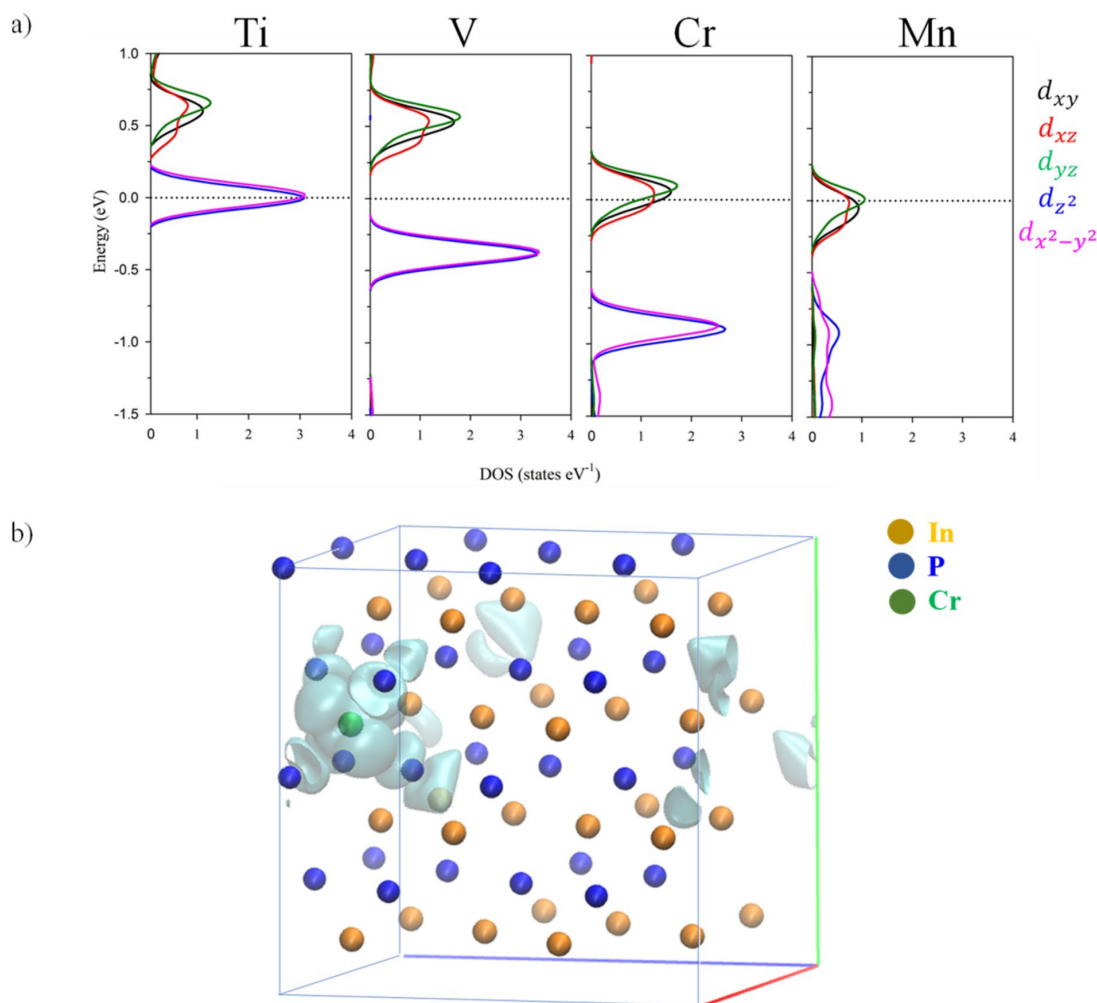 a)
Ti V Cr Mn
1.0
0.5
0.0
-0.5
-1.0
-1.5
Energy (eV)
0 1 2 3 4 0 1 2 3 4 0 1 2 3 4 0 1 2 3 4
DOS (states eV⁻¹)
dxy
dxz
dyz
dz²
dx²−y²
b)
In
P
Cr